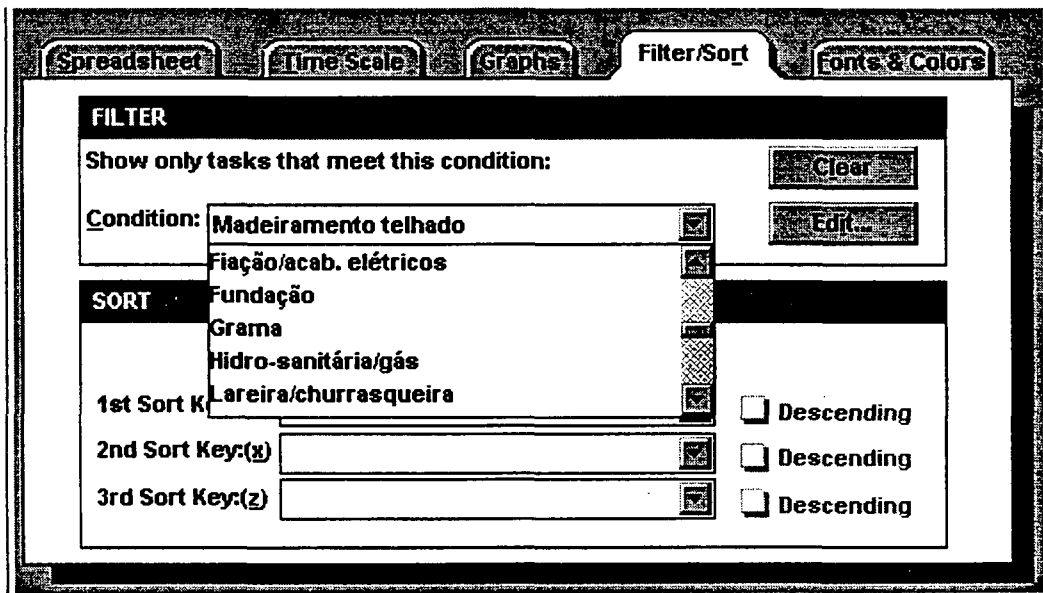 Spreadsheet Time Scale Graphs Filter/Sort Fonts & Colors
FILTER
Show only tasks that meet this condition:
Clear
Condition: Madeiramento telhado
Edit...
Fiação/acab. elétricos
Fundação
Grama
Hidro-sanitária/gás
Lareira/churrasqueira
SORT
1st Sort K Descending
2nd Sort Key:(x) Descending
3rd Sort Key:(z) Descending